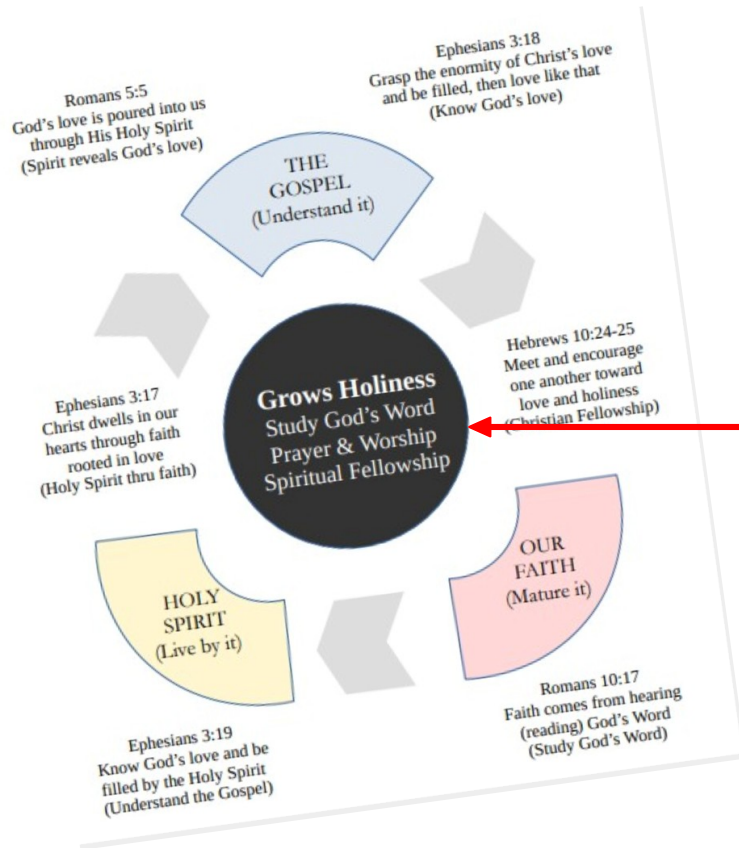 Ephesians 3:18
Grasp the enormity of Christ’s love
and be filled, then love like that
(Know God’s love)
Romans 5:5
God’s love is poured into us
through His Holy Spirit
(Spirit reveals God’s love)
THE
GOSPEL
(Understand it)
Hebrews 10:24-25
Meet and encourage
one another toward
love and holiness
(Christian Fellowship)
Grows Holiness
Study God’s Word
Prayer & Worship
Spiritual Fellowship
Ephesians 3:17
Christ dwells in our
hearts through faith
rooted in love
(Holy Spirit thru faith)
OUR
FAITH
(Mature it)
HOLY
SPIRIT
(Live by it)
Romans 10:17
Faith comes from hearing
(reading) God’s Word
(Study God’s Word)
Ephesians 3:19
Know God’s love and be
filled by the Holy Spirit
(Understand the Gospel)